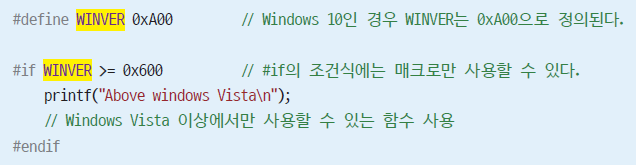 #define WINVER 0xA00 // Windows 10인 경우 WINVER는 0xA00으로 정의된다.
#if WINVER >= 0x600 // #if의 조건식에는 매크로만 사용할 수 있다.
printf("Above windows Vista\n");
// Windows Vista 이상에서만 사용할 수 있는 함수 사용
#endif